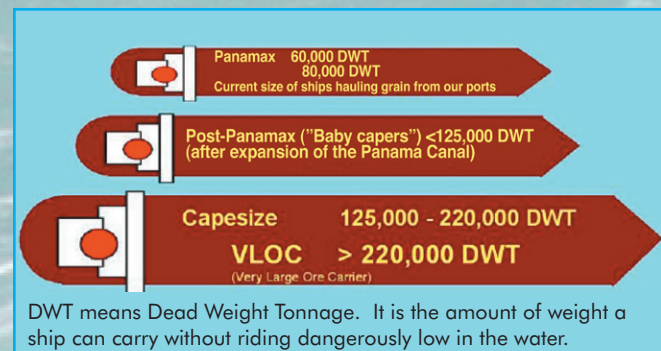 Panamax 60,000 DWT
80,000 DWT
Current size of ships hauling grain from our ports
Post-Panamax (”Baby capers”) <125,000 DWT
(after expansion of the Panama Canal)
Capesize 125,000 - 220,000 DWT
VLOC > 220,000 DWT
(Very Large Ore Carrier)
DWT means Dead Weight Tonnage. It is the amount of weight a
ship can carry without riding dangerously low in the water.